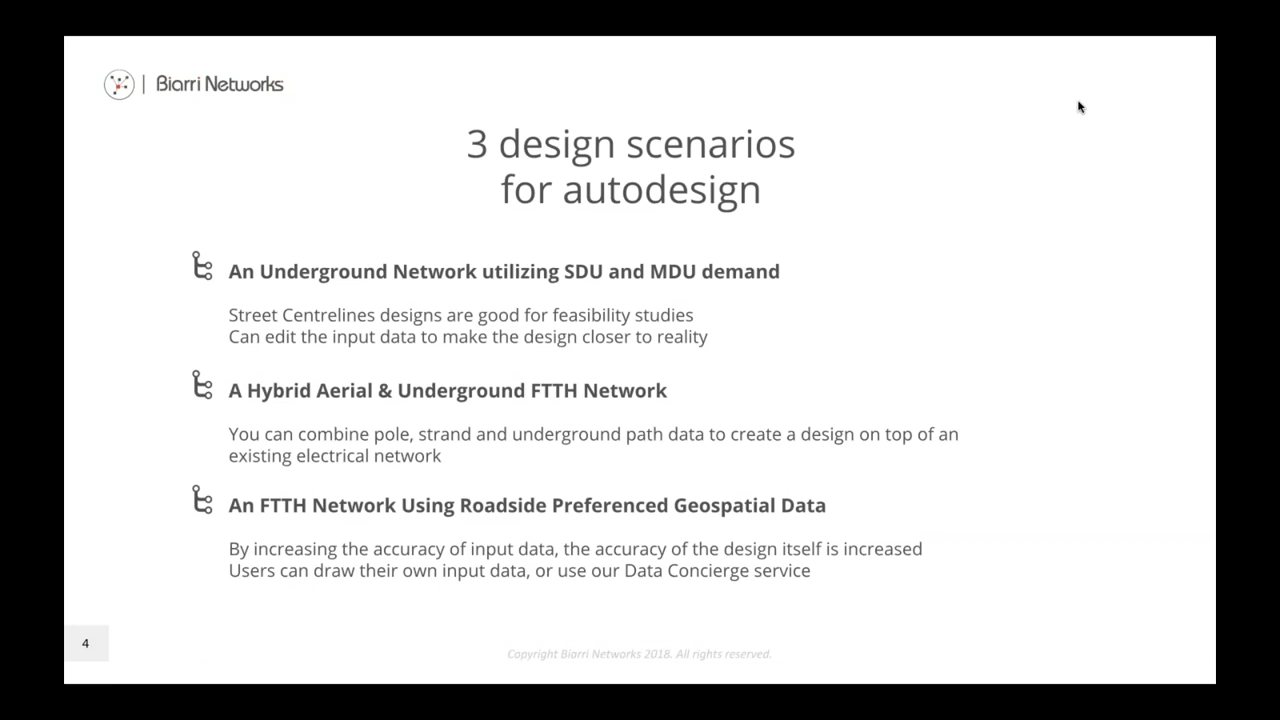 Biarri Networks
3 design scenarios
for autodesign
An Underground Network utilizing SDU and MDU demand
Street Centrelines designs are good for feasibility studies
Can edit the input data to make the design closer to reality
A Hybrid Aerial & Underground FTTH Network
You can combine pole, strand and underground path data to create a design on top of an
existing electrical network
An FTTH Network Using Roadside Preferenced Geospatial Data
By increasing the accuracy of input data, the accuracy of the design itself is increased
Users can draw their own input data, or use our Data Concierge service
4
Copyright Biarri Networks 2018. All rights reserved.